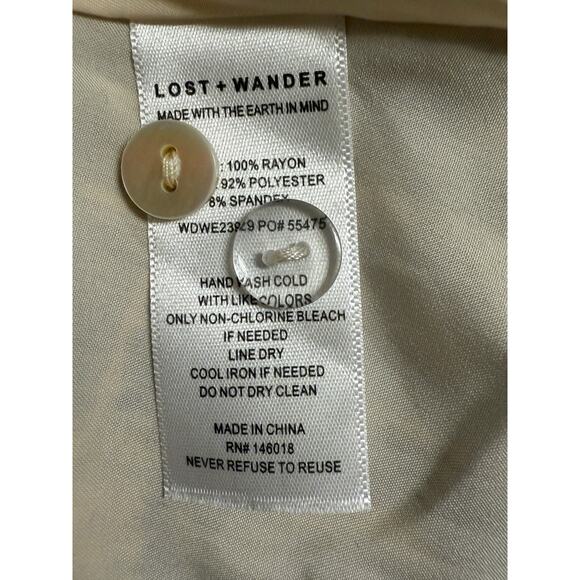 LOST + WANDER
MADE WITH THE EARTH IN MIND
: 100% RAYON
: 92% POLYESTER
8% SPANDEX
PO# 55475
HAND WASH COLD
WITH LIKE COLORS
ONLY NON-CHLORINE BLEACH
IF NEEDED
LINE DRY
COOL IRON IF NEEDED
DO NOT DRY CLEAN
MADE IN CHINA
RN# 146018
NEVER REFUSE TO REUSE